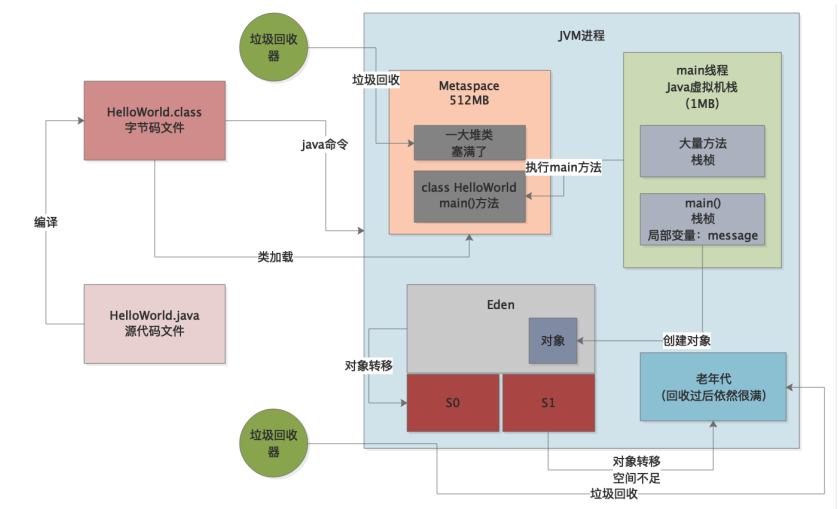 垃圾回收
器
JVM进程
垃圾回收
Metaspace
512MB
main线程
Java虚拟机栈
（1MB）
HelloWorld.class
字节码文件
java命令
一大堆类
塞满了
大量方法
栈桢
执行main方法
class HelloWorld
main()方法
main()
栈桢
局部变量：message
编译
类加载
HelloWorld.java
源代码文件
Eden
对象
创建对象
对象转移
老年代
（回收过后依然很满）
S0
S1
垃圾回收
器
对象转移
空间不足
垃圾回收